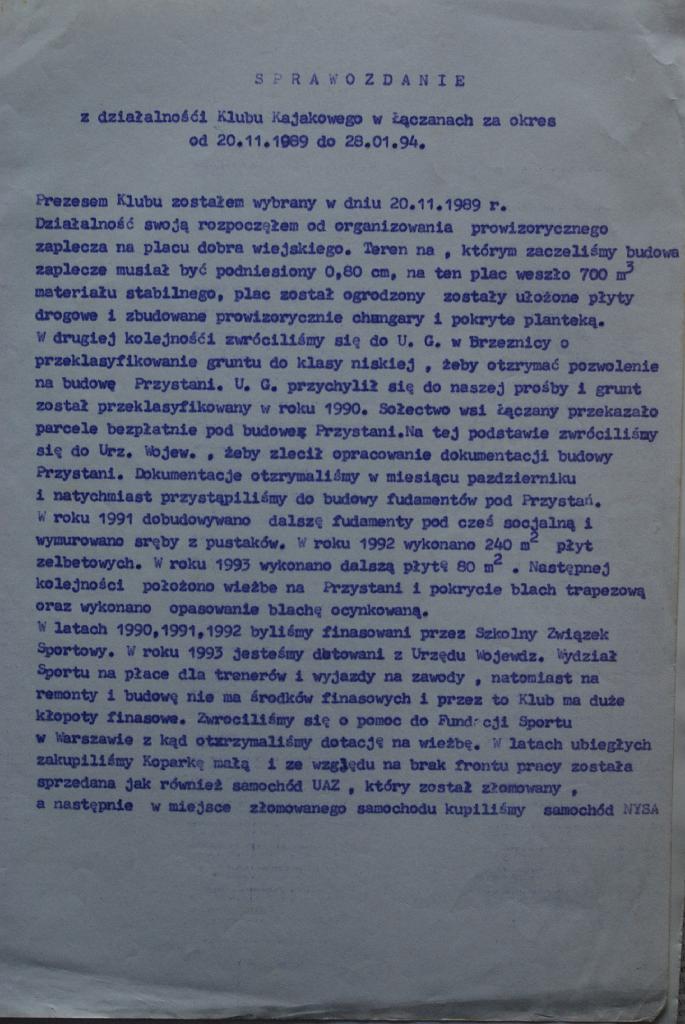 SPRAWOZDANIE
z działalnośći Klubu Kajakowego w Łączanach za okres
od 20.11.1989 do 28.01.94.
Prezesem Klubu zostałem wybrany w dniu 20.11.1989 r.
Działalność swoją rozpoczęłem od organizowania prowizorycznego
zaplecza na placu dobra wiejskiego. Teren na , którym zaczeliśmy budowa
zaplecze musiał być podniesiony 0,80 cm, na ten plac weszło 700 m³
materiału stabilnego, plac został ogrodzony zostały ułożone płyty
drogowe i zbudowane prowizorycznie chungary i pokryte planteką.
W drugiej kolejnośći zwróciliśmy się do U. G. w Brzeznicy o
przeklasyfikowanie gruntu do klasy niskiej , żeby otzrymać pozwolenie
na budowę Przystani. U. G. przychylił się do naszej prośby i grunt
został przeklasyfikowany w roku 1990. Sołectwo wsi Łączany przekazało
parcele bezpłatnie pod budowę Przystani.Na tej podstawie zwróciliśmy
się do Urz. Wojew. , żeby zlecił opracowanie dokumentacji budowy
Przystani. Dokumentacje otzrymaliśmy w miesiącu pazdzierniku
i natychmiast przystąpiliśmy do budowy fudamentów pod Przystań.
W roku 1991 dobudowywano dalszę fudamenty pod cześ socjalną i
wymurowano sręby z pustaków. W roku 1992 wykonano 240 m² płyt
zelbetowych. W roku 1993 wykonano dalszą płytę 80 m² . Następnej
kolejności położono wieżbe na Przystani i pokrycie blach trapezową
oraz wykonano opasowanie blachę ocynkowaną.
W latach 1990,1991,1992 byliśmy finasowani przez Szkolny Związek
Sportowy. W roku 1993 jesteśmy dotowani z Urzędu Wojewdz. Wydział
Sportu na płace dla trenerów i wyjazdy na zawody , natomiast na
remonty i budowę nie ma środków finasowych i przez to Klub ma duże
kłopoty finasowe. Zwrociliśmy się o pomoc do Fundacji Sportu
w Warszawie z kąd otzrzymaliśmy dotację na wieżbę. W latach ubiegłych
zakupiliśmy Koparkę małą i ze względu na brak frontu pracy została
sprzedana jak również samochód UAZ , który został złomowany ,
a następnie w miejsce złomowanego samochodu kupiliśmy samochód NYSA